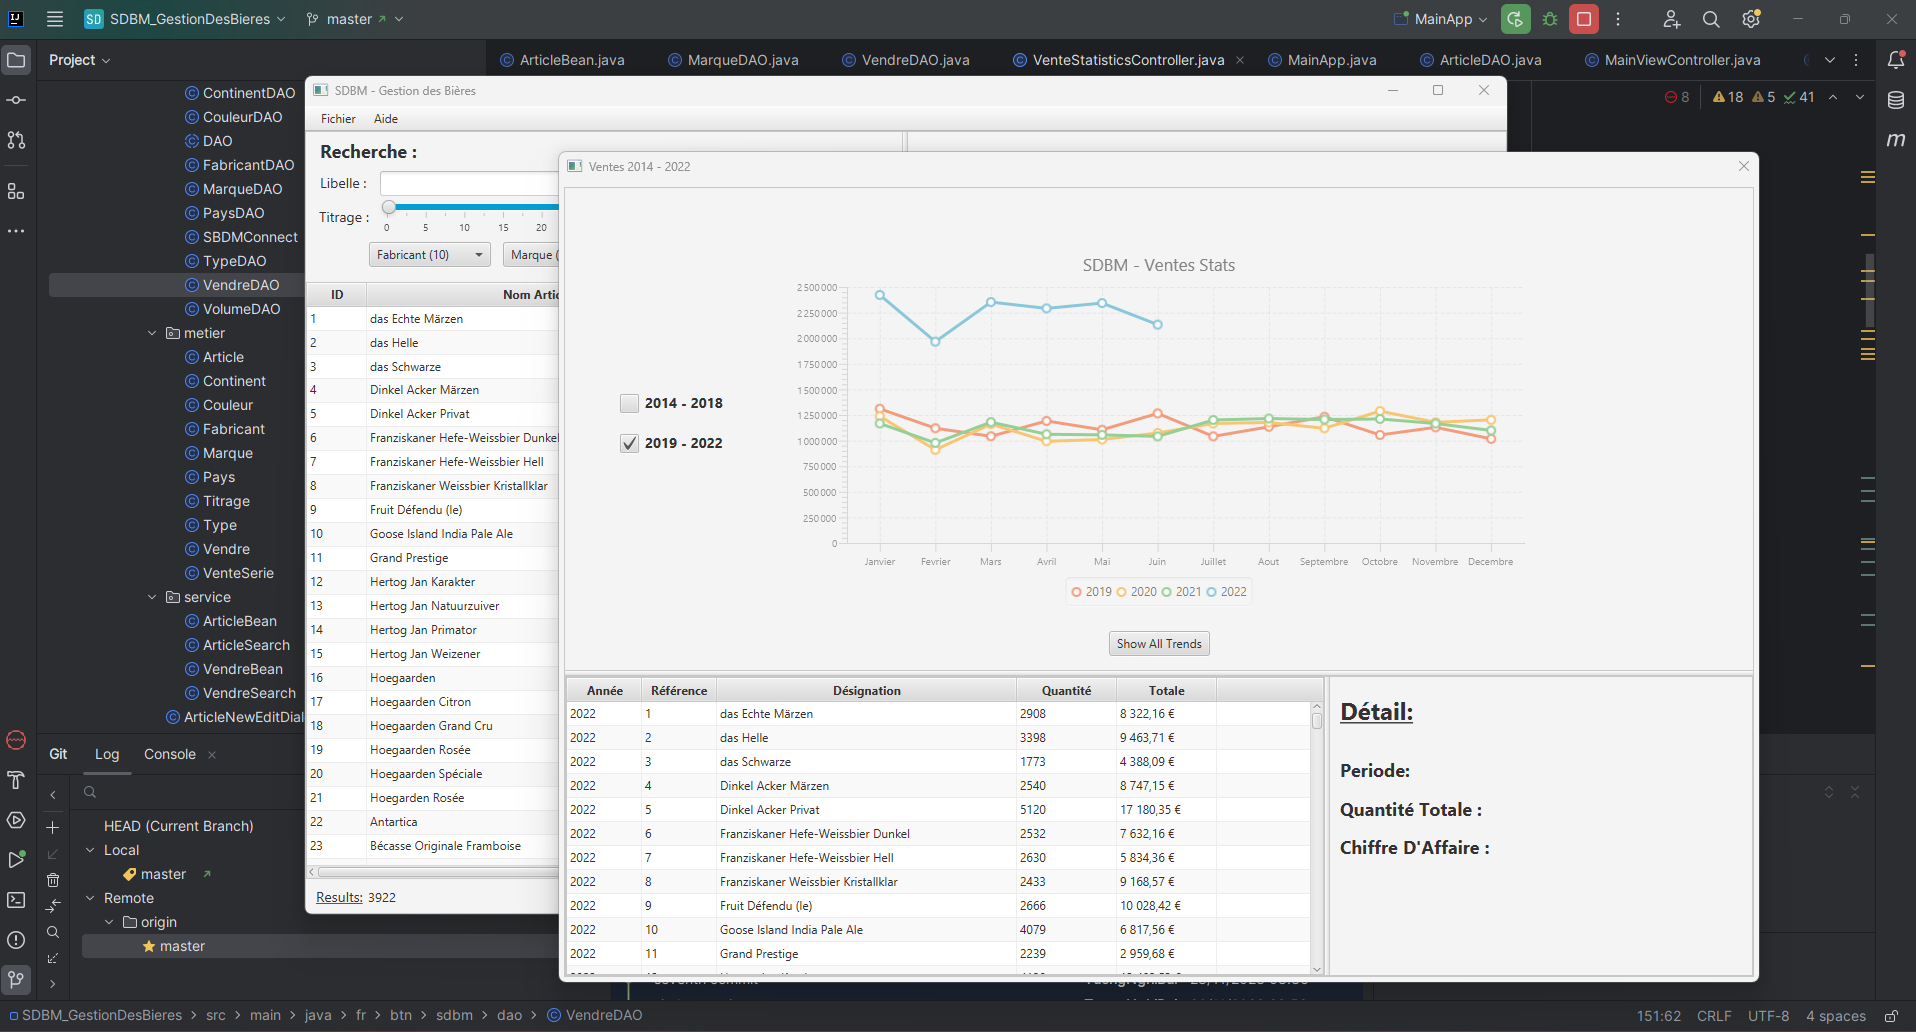 SD SDBM_GestionDesBieres master MainApp
Project
ArticleBean.java MarqueDAO.java VendreDAO.java VenteStatisticsController.java MainApp.java ArticleDAO.java MainViewController.java
8 18 5 41
ContinentDAO
CouleurDAO
DAO
FabricantDAO
MarqueDAO
PaysDAO
SBDMConnect
TypeDAO
VendreDAO
VolumeDAO
metier
Article
Continent
Couleur
Fabricant
Marque
Pays
Titrage
Type
Vendre
VenteSerie
service
ArticleBean
ArticleSearch
VendreBean
VendreSearch
ArticleNewEditDial
Git Log Console
HEAD (Current Branch)
Local
master
Remote
origin
master
SDBM - Gestion des Bières
Fichier Aide
Recherche :
Libelle :
Titrage :
0 5 10 15 20
Fabricant (10) Marque (
ID Nom Artic
1 das Echte Märzen
2 das Helle
3 das Schwarze
4 Dinkel Acker Märzen
5 Dinkel Acker Privat
6 Franziskaner Hefe-Weissbier Dunkel
7 Franziskaner Hefe-Weissbier Hell
8 Franziskaner Weissbier Kristallklar
9 Fruit Défendu (le)
10 Goose Island India Pale Ale
11 Grand Prestige
12 Hertog Jan Karakter
13 Hertog Jan Natuurzuiver
14 Hertog Jan Primator
15 Hertog Jan Weizener
16 Hoegaarden
17 Hoegaarden Citron
18 Hoegaarden Grand Cru
19 Hoegaarden Rosée
20 Hoegaarden Spéciale
21 Hoegarden Rosée
22 Antartica
23 Bécasse Originale Framboise
Results: 3922
Ventes 2014 - 2022
2014 - 2018
2019 - 2022
SDBM - Ventes Stats
2 500 000
2 250 000
2 000 000
1 750 000
1 500 000
1 250 000
1 000 000
750 000
500 000
250 000
0
Janvier Fevrier Mars Avril Mai Juin Juillet Aout Septembre Octobre Novembre Decembre
2019 2020 2021 2022
Show All Trends
Année Référence Désignation Quantité Totale
2022 1 das Echte Märzen 2908 8 322,16 €
2022 2 das Helle 3398 9 463,71 €
2022 3 das Schwarze 1773 4 388,09 €
2022 4 Dinkel Acker Märzen 2540 8 747,15 €
2022 5 Dinkel Acker Privat 5120 17 180,35 €
2022 6 Franziskaner Hefe-Weissbier Dunkel 2532 7 632,16 €
2022 7 Franziskaner Hefe-Weissbier Hell 2630 5 834,36 €
2022 8 Franziskaner Weissbier Kristallklar 2433 9 168,57 €
2022 9 Fruit Défendu (le) 2666 10 028,42 €
2022 10 Goose Island India Pale Ale 4079 6 817,56 €
2022 11 Grand Prestige 2239 2 959,68 €
Détail:
Periode:
Quantité Totale :
Chiffre D'Affaire :
SDBM_GestionDesBieres src main java fr btn sdbm dao VendreDAO
151:62 CRLF UTF-8 4 spaces